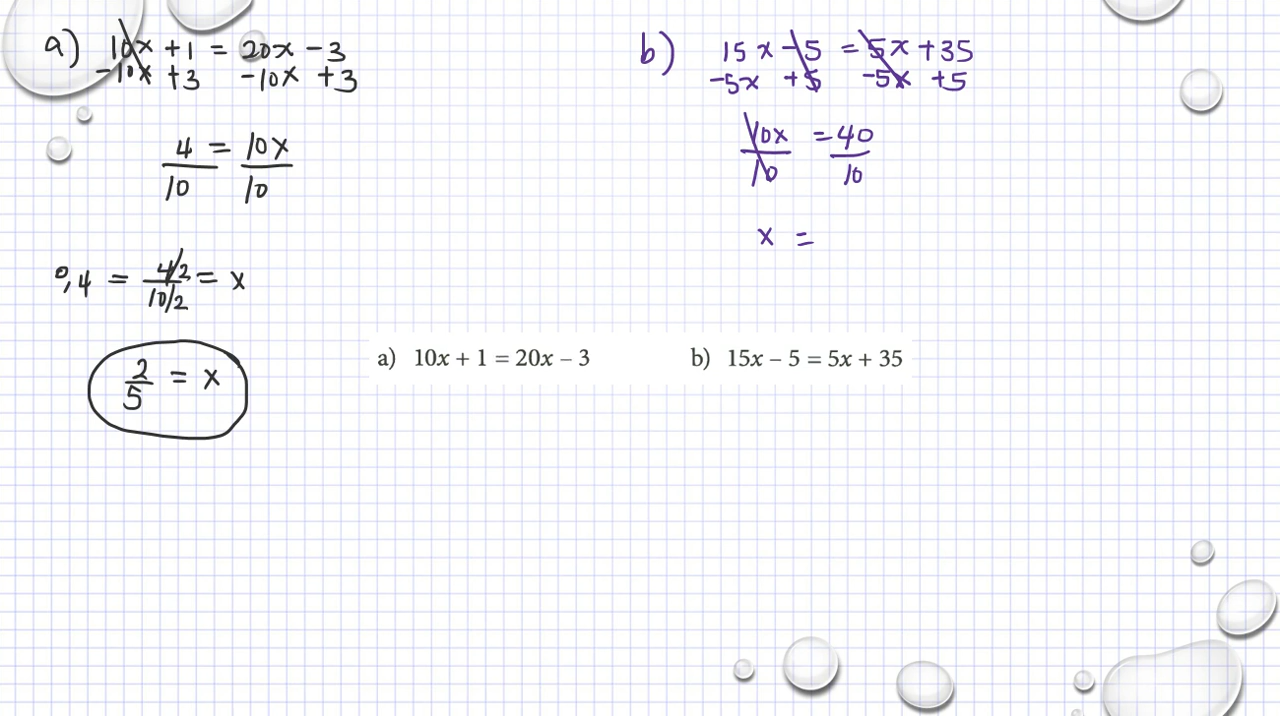 a) 10x + 1 = 20x - 3
-10x + 3 -10x + 3
4 = 10x
10 10
0,4 = 4/2 = x
10/2
2 = x
5
b) 15x - 5 = 5x + 35
-5x + 5 -5x + 5
10x = 40
10 10
x =
a) 10x + 1 = 20x – 3
b) 15x – 5 = 5x + 35